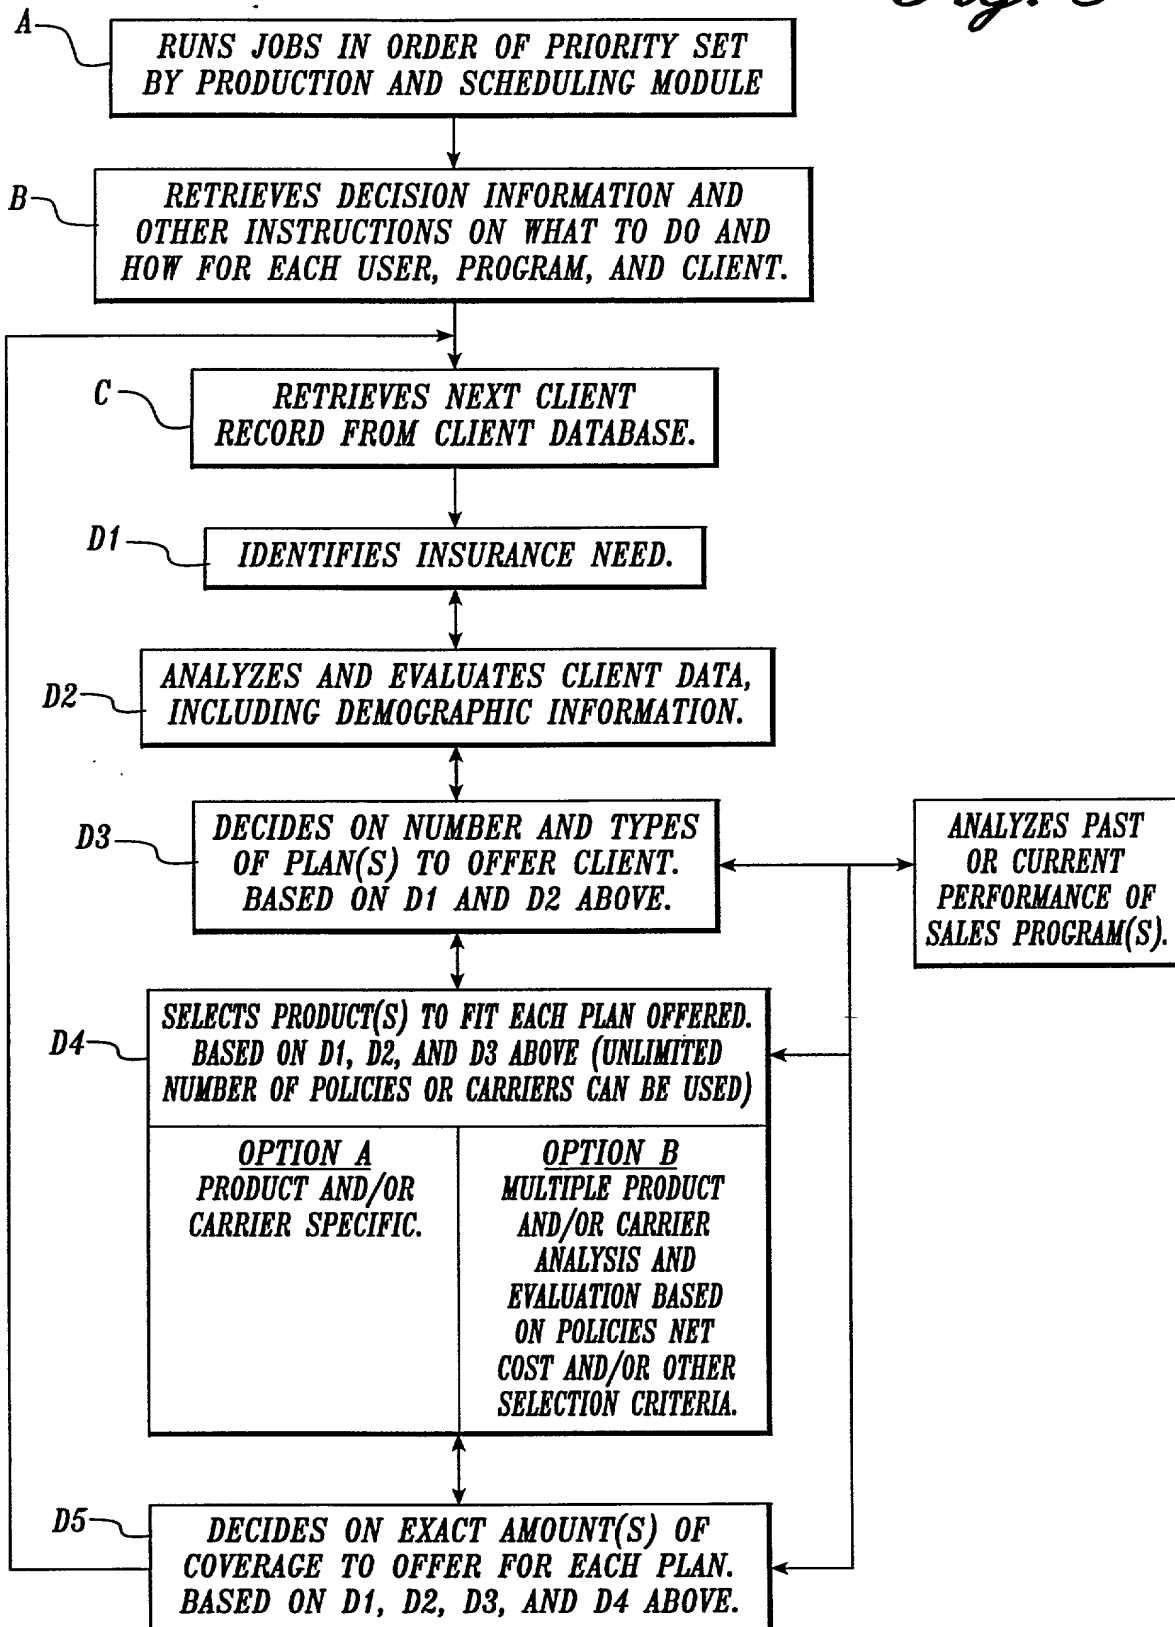 Fig.
A
RUNS JOBS IN ORDER OF PRIORITY SET
BY PRODUCTION AND SCHEDULING MODULE
B
RETRIEVES DECISION INFORMATION AND
OTHER INSTRUCTIONS ON WHAT TO DO AND
HOW FOR EACH USER, PROGRAM, AND CLIENT.
C
RETRIEVES NEXT CLIENT
RECORD FROM CLIENT DATABASE.
D1
IDENTIFIES INSURANCE NEED.
D2
ANALYZES AND EVALUATES CLIENT DATA,
INCLUDING DEMOGRAPHIC INFORMATION.
D3
DECIDES ON NUMBER AND TYPES
OF PLAN(S) TO OFFER CLIENT.
BASED ON D1 AND D2 ABOVE.
ANALYZES PAST
OR CURRENT
PERFORMANCE OF
SALES PROGRAM(S).
D4
SELECTS PRODUCT(S) TO FIT EACH PLAN OFFERED.
BASED ON D1, D2, AND D3 ABOVE (UNLIMITED
NUMBER OF POLICIES OR CARRIERS CAN BE USED)
OPTION A
PRODUCT AND/OR
CARRIER SPECIFIC.
OPTION B
MULTIPLE PRODUCT
AND/OR CARRIER
ANALYSIS AND
EVALUATION BASED
ON POLICIES NET
COST AND/OR OTHER
SELECTION CRITERIA.
D5
DECIDES ON EXACT AMOUNT(S) OF
COVERAGE TO OFFER FOR EACH PLAN.
BASED ON D1, D2, D3, AND D4 ABOVE.